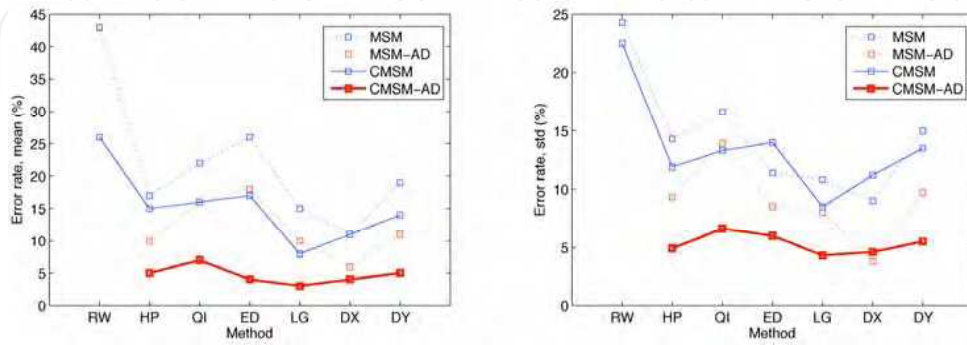 45
40
35
30
25
20
15
10
5
0
Error rate, mean (%)
RW HP QI ED LG DX DY
Method
MSM
MSM-AD
CMSM
CMSM-AD
25
20
15
10
5
0
Error rate, std (%)
RW HP QI ED LG DX DY
Method
MSM
MSM-AD
CMSM
CMSM-AD